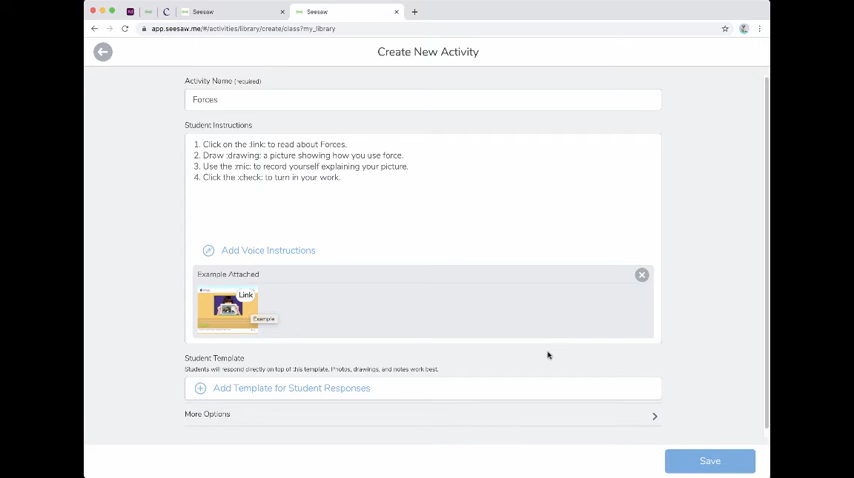 Seesaw
Seesaw
app.seesaw.me/#/activities/library/create/class?my_library
Create New Activity
Activity Name (required)
Forces
Student Instructions
1. Click on the :link: to read about Forces.
2. Draw :drawing: a picture showing how you use force.
3. Use the :mic: to record yourself explaining your picture.
4. Click the :check: to turn in your work.
Add Voice Instructions
Example Attached
Link
Example
Student Template
Students will respond directly on top of this template. Photos, drawings, and notes work best.
Add Template for Student Responses
More Options
Save